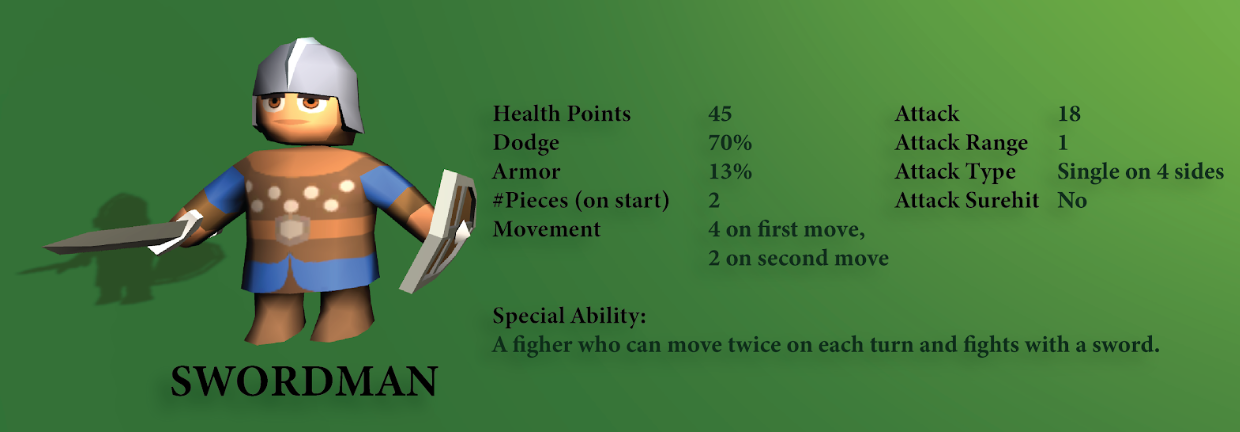 Health Points 45 Attack 18
Dodge 70% Attack Range 1
Armor 13% Attack Type Single on 4 sides
#Pieces (on start) 2 Attack Surehit No
Movement 4 on first move,
2 on second move
Special Ability:
A figher who can move twice on each turn and fights with a sword.
SWORDMAN